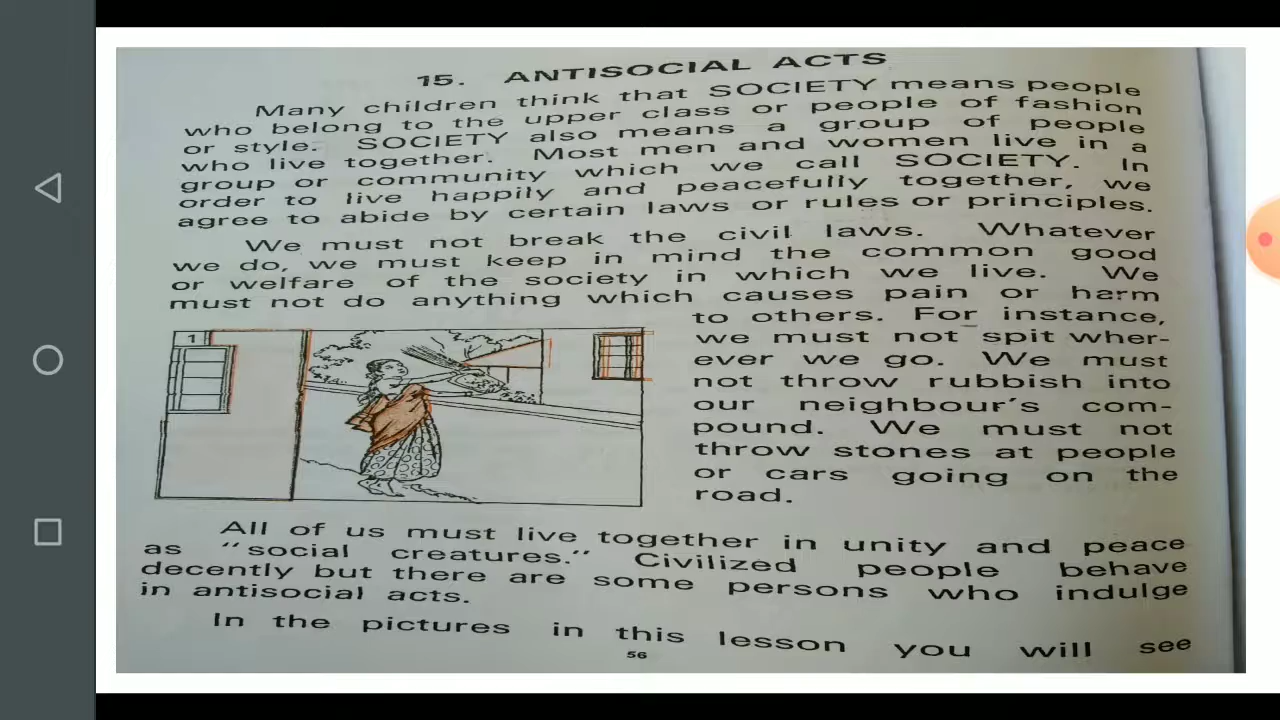 15. ANTISOCIAL ACTS
Many children think that SOCIETY means people
who belong to the upper class or people of fashion
or style. SOCIETY also means a group of people
who live together. Most men and women live in a
group or community which we call SOCIETY. In
order to live happily and peacefully together, we
agree to abide by certain laws or rules or principles.
We must not break the civil laws. Whatever
we do, we must keep in mind the common good
or welfare of the society in which we live. We
must not do anything which causes pain or harm
to others. For instance,
we must not spit wher-
ever we go. We must
not throw rubbish into
our neighbour's com-
pound. We must not
throw stones at people
or cars going on the
road.
1
All of us must live together in unity and peace
as "social creatures." Civilized people behave
decently but there are some persons who indulge
in antisocial acts.
In the pictures in this lesson you will see
56